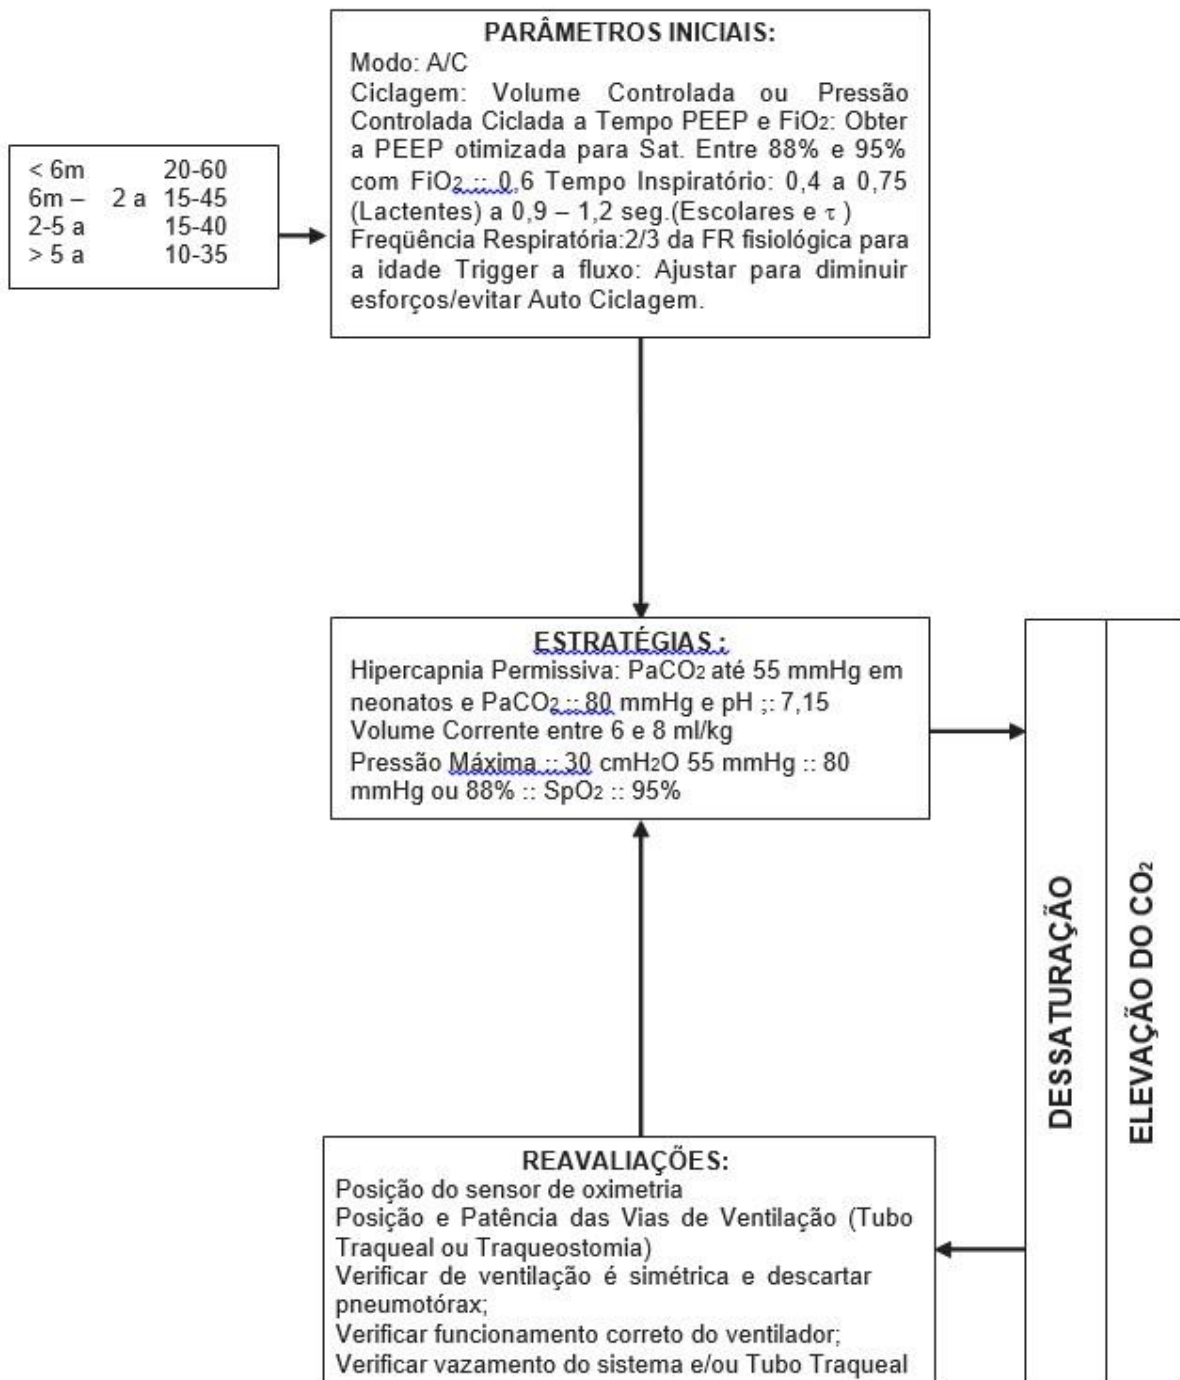 PARÂMETROS INICIAIS:
Modo: A/C
Ciclagem: Volume Controlada ou Pressão
Controlada Ciclada a Tempo PEEP e FiO2: Obter
a PEEP otimizada para Sat. Entre 88% e 95%
com FiO2 :: 0,6 Tempo Inspiratório: 0,4 a 0,75
(Lactentes) a 0,9 – 1,2 seg.(Escolares e τ )
Freqüência Respiratória:2/3 da FR fisiológica para
a idade Trigger a fluxo: Ajustar para diminuir
esforços/evitar Auto Ciclagem.
< 6m 20-60
6m – 2 a 15-45
2-5 a 15-40
> 5 a 10-35
ESTRATÉGIAS :
Hipercapnia Permissiva: PaCO2 até 55 mmHg em
neonatos e PaCO2 :: 80 mmHg e pH ;: 7,15
Volume Corrente entre 6 e 8 ml/kg
Pressão Máxima :: 30 cmH2O 55 mmHg :: 80
mmHg ou 88% :: SpO2 :: 95%
DESSATURAÇÃO
ELEVAÇÃO DO CO2
REAVALIAÇÕES:
Posição do sensor de oximetria
Posição e Patência das Vias de Ventilação (Tubo
Traqueal ou Traqueostomia)
Verificar de ventilação é simétrica e descartar
pneumotórax;
Verificar funcionamento correto do ventilador;
Verificar vazamento do sistema e/ou Tubo Traqueal